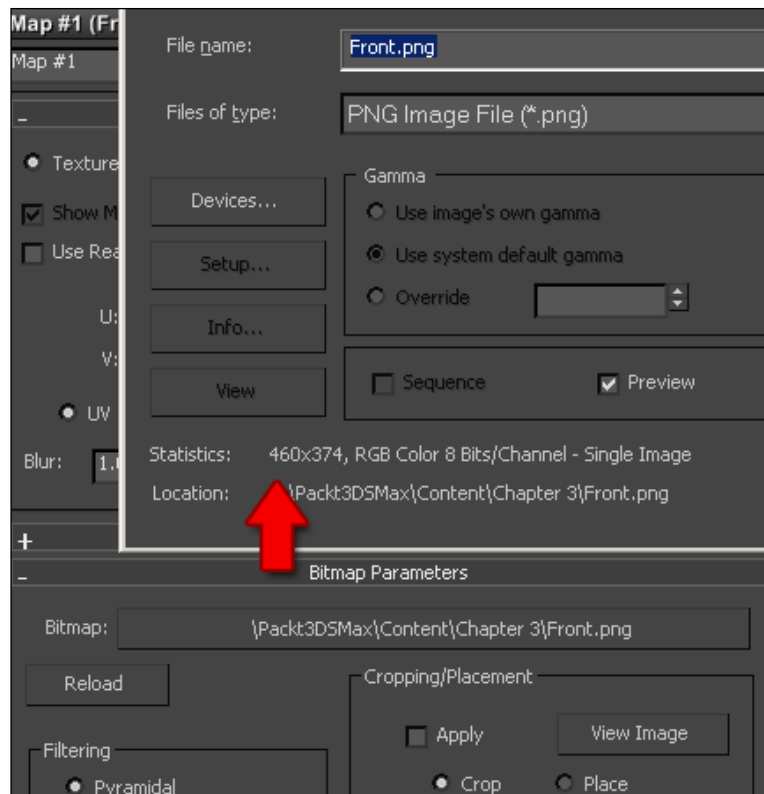 Map #1 (Fr
Map #1
File name:
Front.png
Files of type:
PNG Image File (*.png)
Texture
Show M
Use Rea
U:
V:
UV
Blur:
Devices...
Setup...
Info...
View
Gamma
Use image's own gamma
Use system default gamma
Override
Sequence
Preview
Statistics: 460x374, RGB Color 8 Bits/Channel - Single Image
Location: \Packt3DSMax\Content\Chapter 3\Front.png
+
-
Bitmap Parameters
Bitmap: \Packt3DSMax\Content\Chapter 3\Front.png
Reload
Cropping/Placement
Apply
View Image
Crop
Place
Filtering
Pyramidal